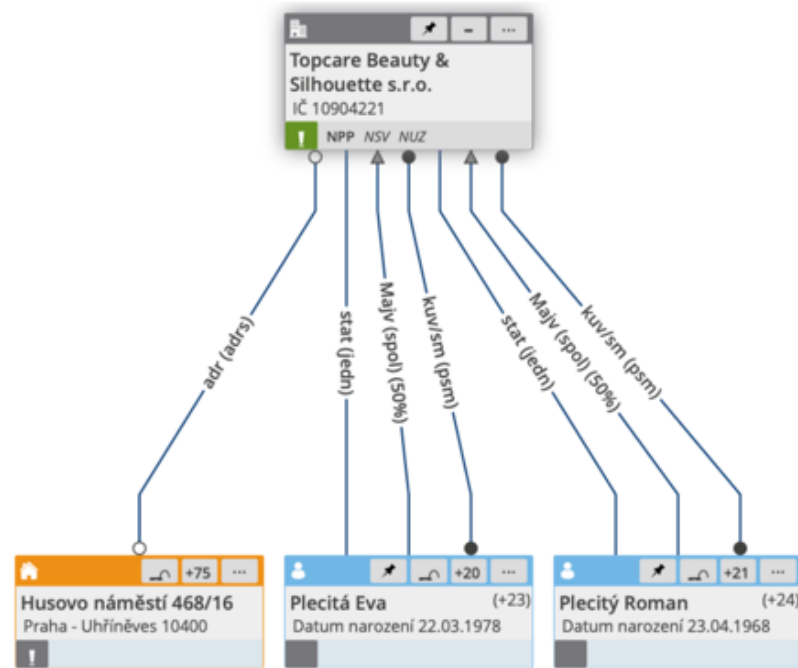 Topcare Beauty &
Silhouette s.r.o.
IČ 10904221
NPP NSV NUZ
adr (adrs)
stat (jedn)
Majv (spol) (50%)
kuv/sm (psm)
stat (jedn)
Majv (spol) (50%)
kuv/sm (psm)
+75
Husovo náměstí 468/16
Praha - Uhříněves 10400
+20
Plecitá Eva (+23)
Datum narození 22.03.1978
+21
Plecitý Roman (+24)
Datum narození 23.04.1968